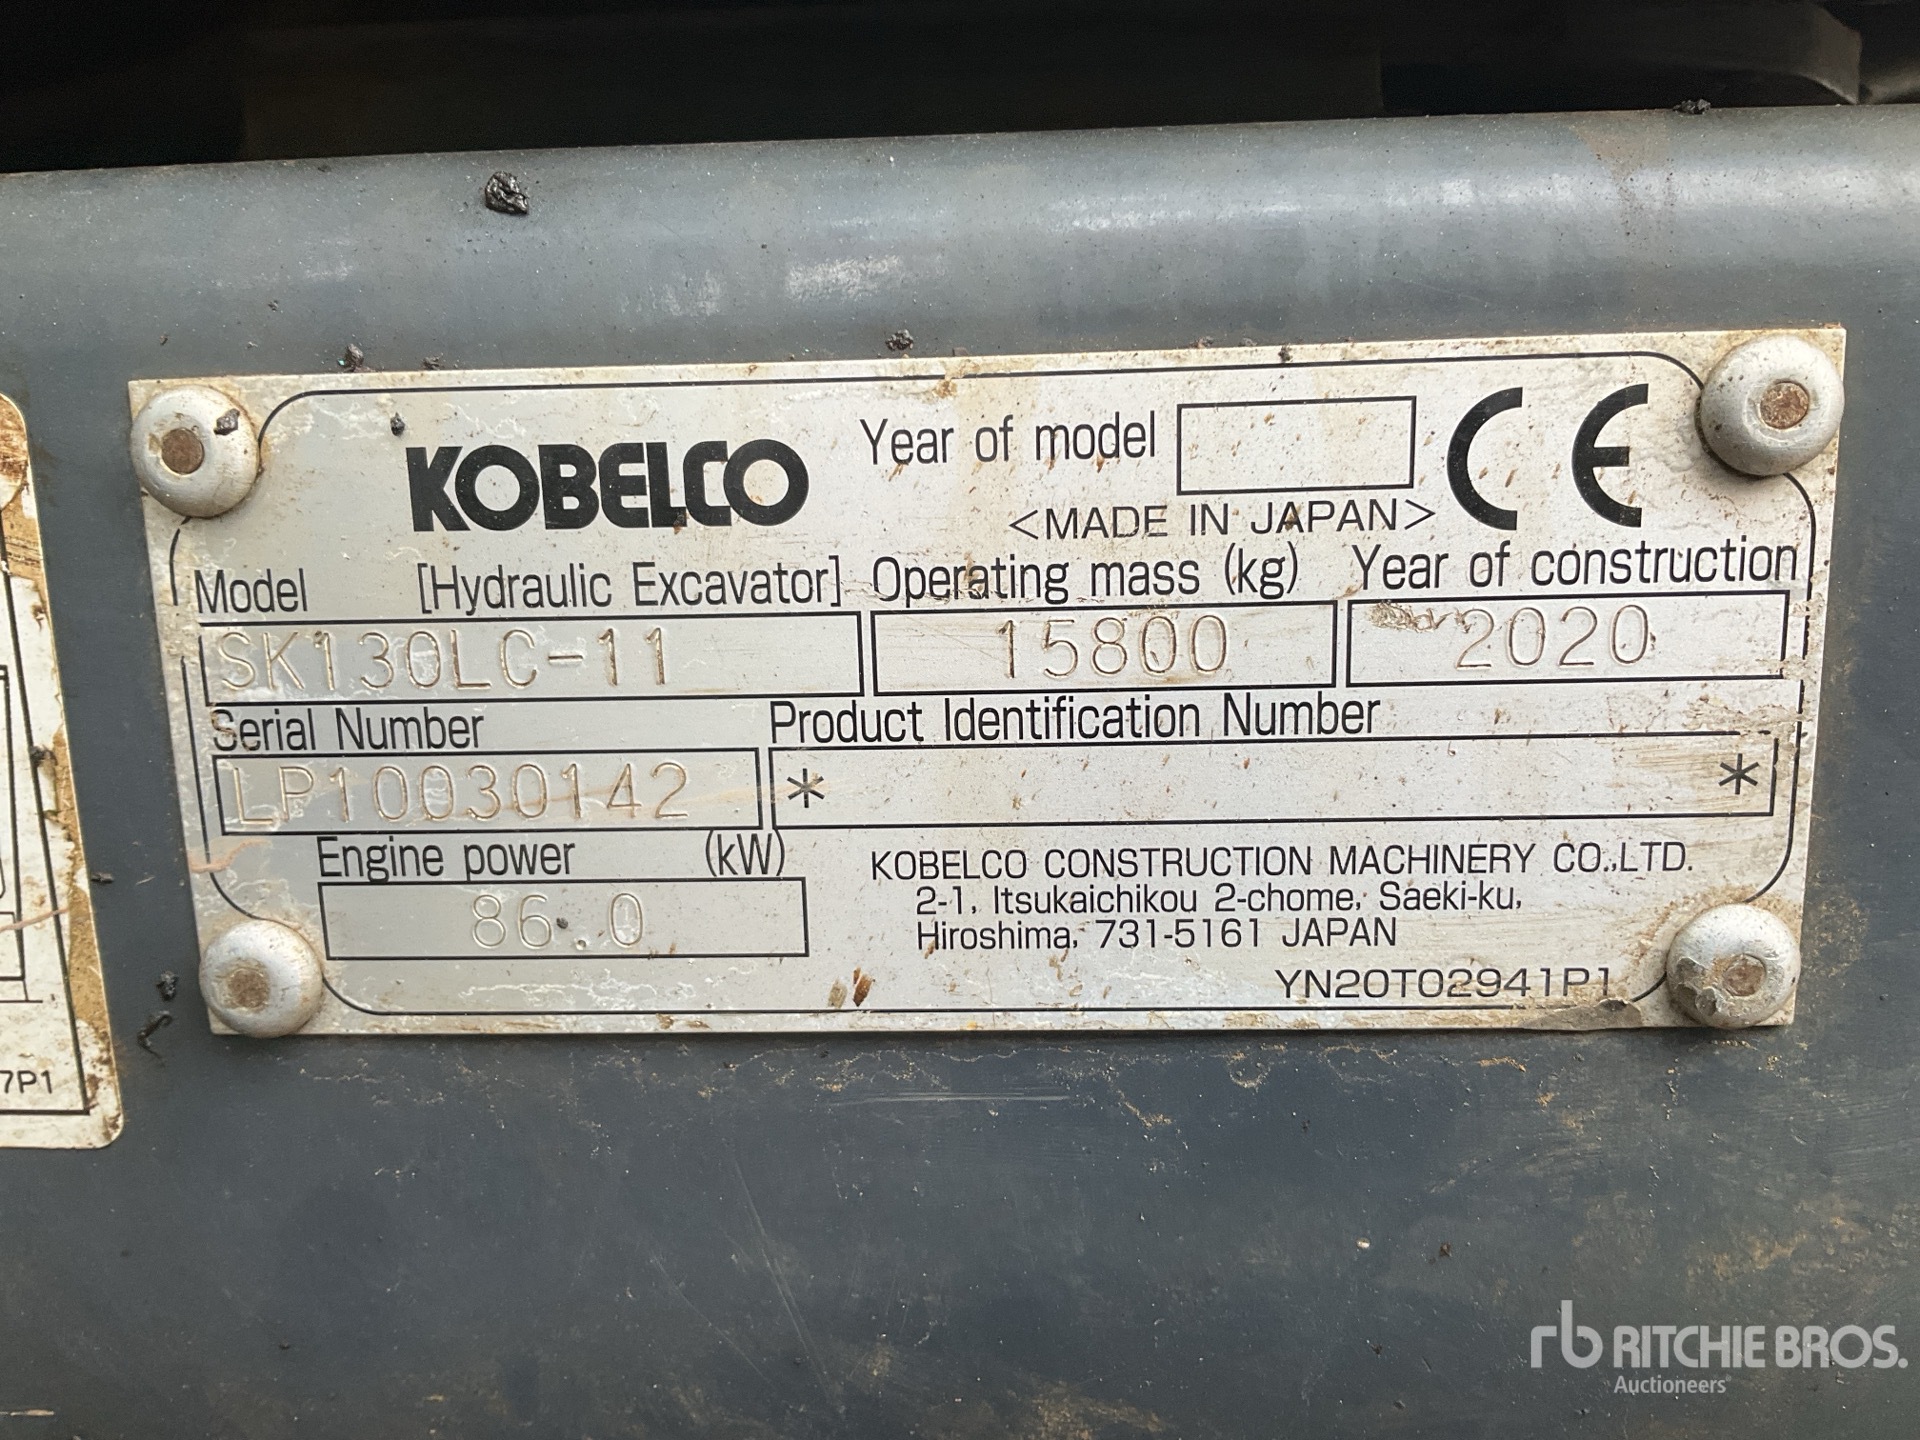 KOBELCO Year of model CE
<MADE IN JAPAN>
Model [Hydraulic Excavator] Operating mass (kg) Year of construction
SK130LC-11 15800 2020
Serial Number Product Identification Number
LP10030142 * *
Engine power (kW) KOBELCO CONSTRUCTION MACHINERY CO.,LTD.
86.0 2-1, Itsukaichikou 2-chome, Saeki-ku,
Hiroshima, 731-5161 JAPAN
YN20T02941P1
7P1
rb RITCHIE BROS.
Auctioneers